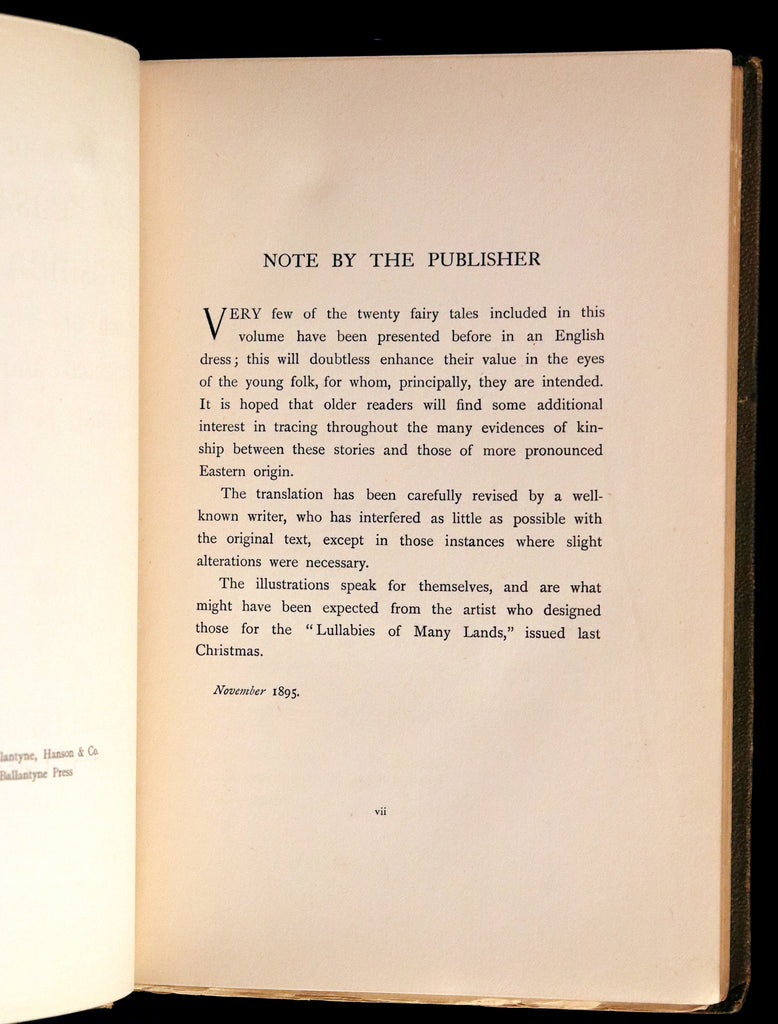 NOTE BY THE PUBLISHER
VERY few of the twenty fairy tales included in this
volume have been presented before in an English
dress; this will doubtless enhance their value in the eyes
of the young folk, for whom, principally, they are intended.
It is hoped that older readers will find some additional
interest in tracing throughout the many evidences of kin-
ship between these stories and those of more pronounced
Eastern origin.
The translation has been carefully revised by a well-
known writer, who has interfered as little as possible with
the original text, except in those instances where slight
alterations were necessary.
The illustrations speak for themselves, and are what
might have been expected from the artist who designed
those for the "Lullabies of Many Lands," issued last
Christmas.
November 1895.
vii
lantyne, Hanson & Co.
Ballantyne Press